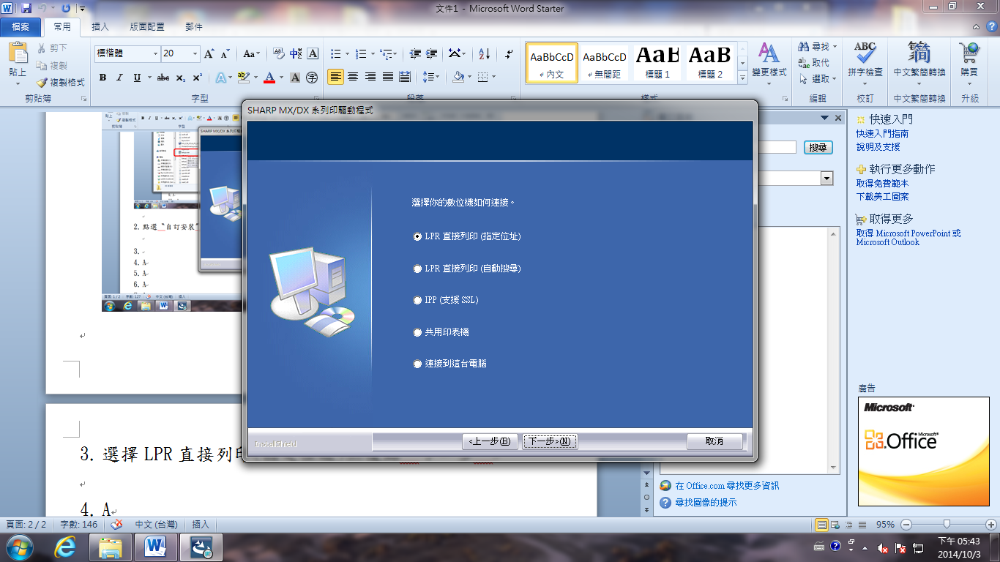 文件1 - Microsoft Word Starter
檔案 常用 插入 版面配置 郵件
貼上 剪下 複製 複製格式
標楷體 20
AaBbCcD AaBbCcD AaBb AaB
內文 無間距 標題 1 標題 2
變更樣式
尋找 取代 選取
拼字檢查 中文繁簡轉換 購買
剪貼簿 字型 段落 樣式 編輯 校訂 中文繁簡轉換 升級
SHARP MX/DX 系列印驅動程式
選擇你的數位機如何連接。
LPR 直接列印 (指定位址)
LPR 直接列印 (自動搜尋)
IPP (支援 SSL)
共用印表機
連接到這台電腦
InstallShield
<上一步(B) 下一步>(N) 取消
2. 點選 "自訂安裝"
3.
4. A
5. A
6. A
3. 選擇 LPR 直接列印
4. A
搜尋
在 Office.com 尋找更多資訊
尋找圖像的提示
快速入門
快速入門指南
說明及支援
執行更多動作
取得免費範本
下載美工圖案
取得更多
取得 Microsoft PowerPoint 或
Microsoft Outlook
廣告
Microsoft
Microsoft
Office
頁面: 2 / 2 字數: 146 中文 (台灣) 插入 95%
下午 05:43
2014/10/3